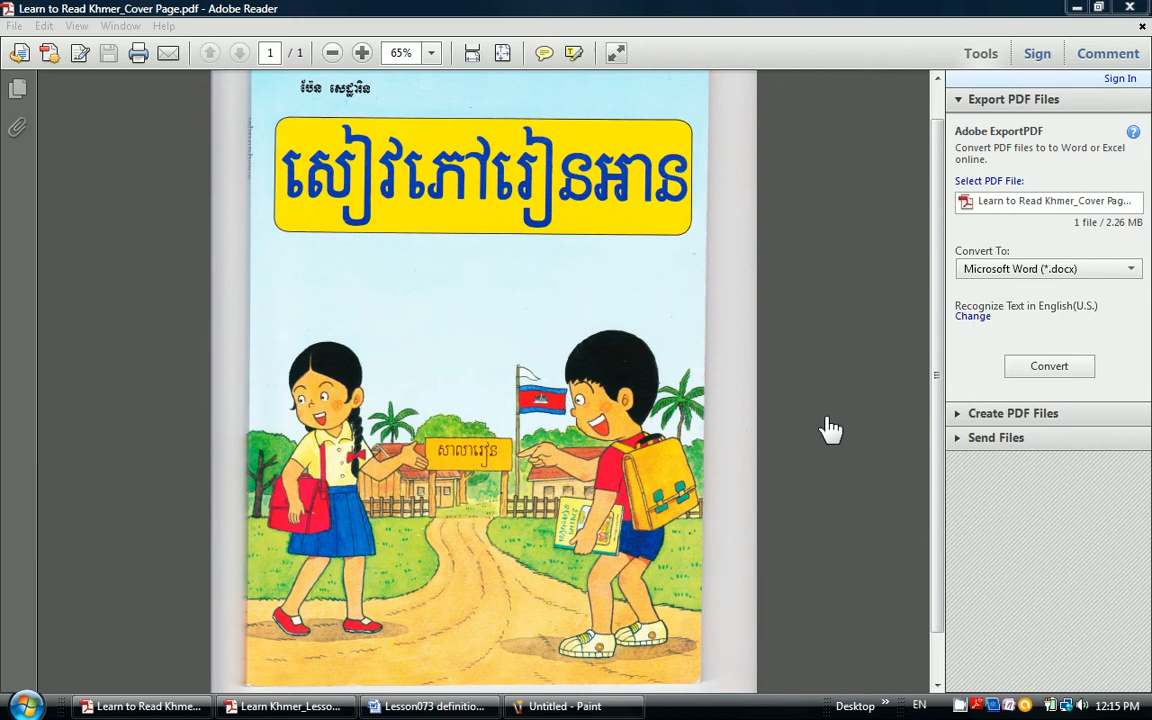 Learn to Read Khmer_Cover Page.pdf - Adobe Reader
File Edit View Window Help
1 / 1 65% Tools Sign Comment
Sign In
Export PDF Files
Adobe ExportPDF
Convert PDF files to to Word or Excel
online.
Select PDF File:
Learn to Read Khmer_Cover Pag...
1 file / 2.26 MB
Convert To:
Microsoft Word (*.docx)
Recognize Text in English(U.S.)
Change
Convert
Create PDF Files
Send Files
ប៉ែន សេដ្ឋារិន
សៀវភៅរៀនអាន
សាលារៀន
Learn to Read Khme... Learn Khmer_Lesso... Lesson073 definitio... Untitled - Paint Desktop » EN 12:15 PM